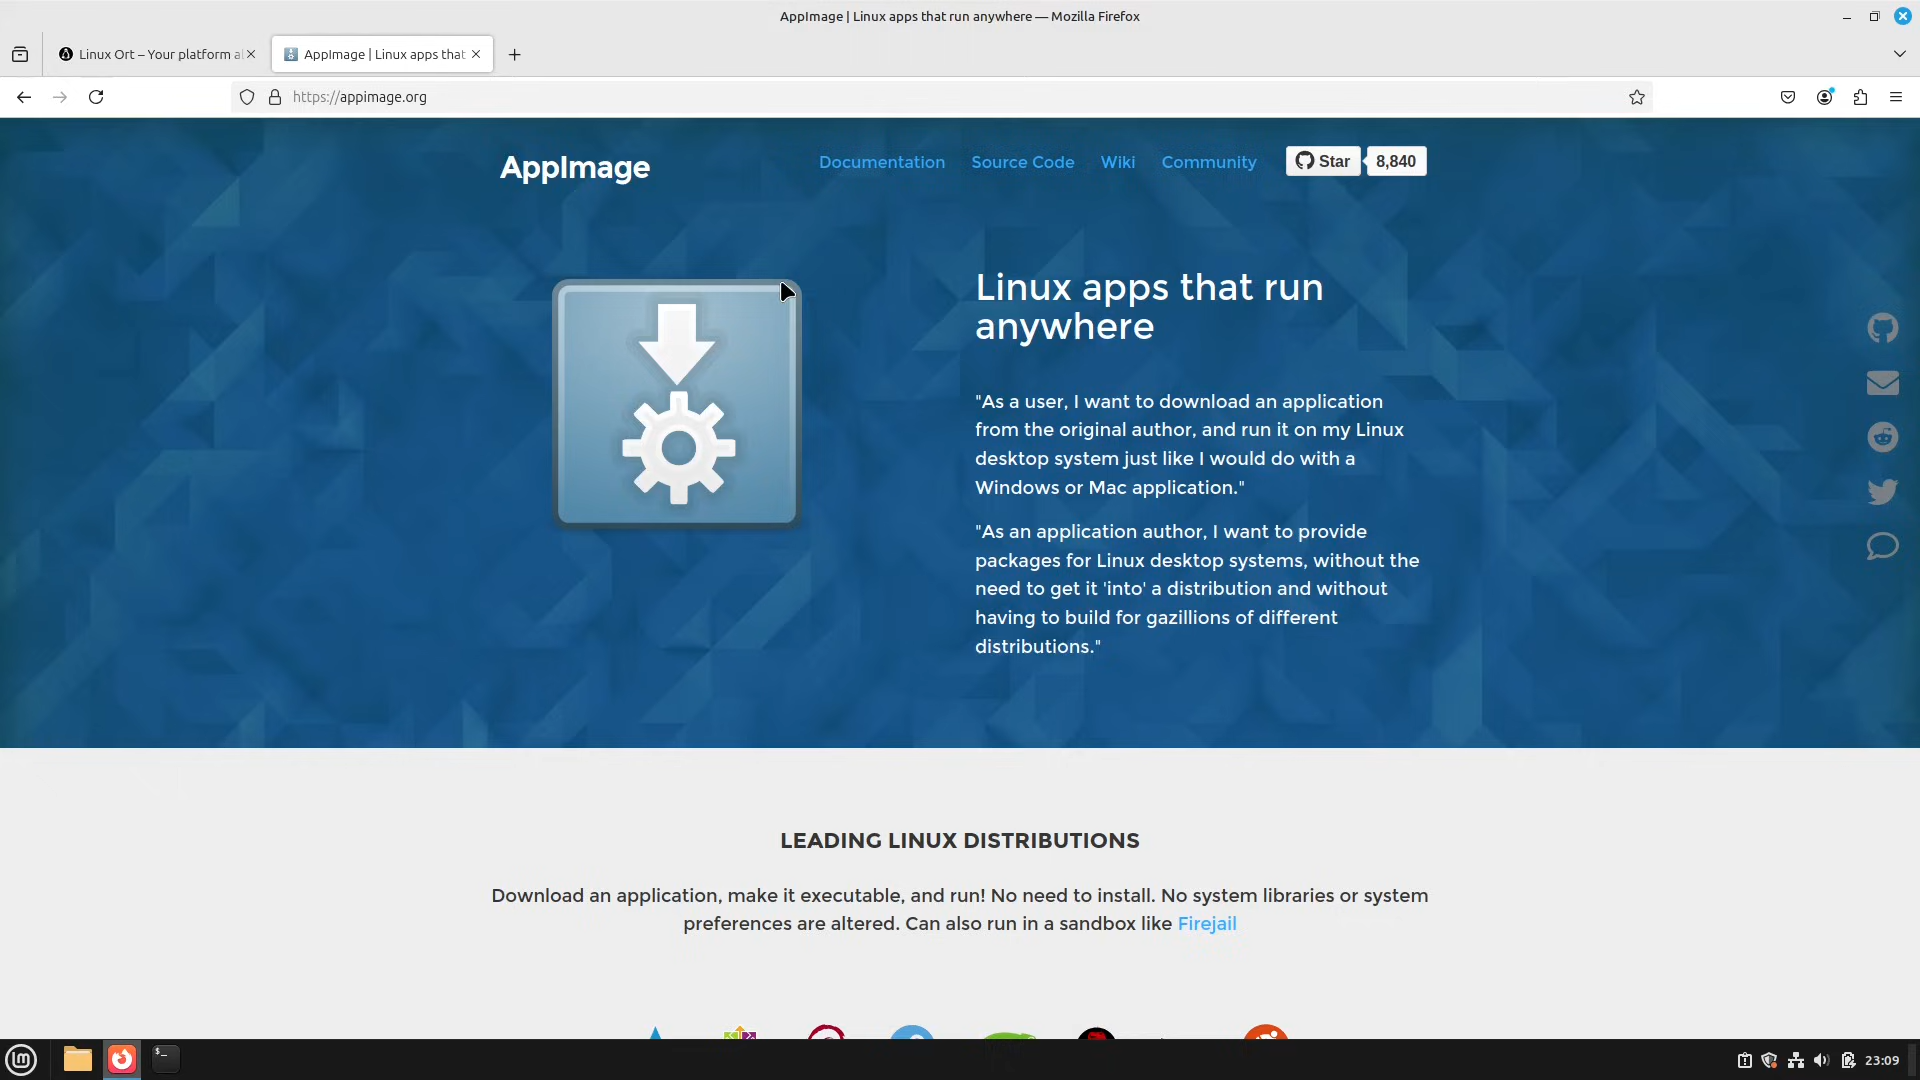 AppImage | Linux apps that run anywhere — Mozilla Firefox
Linux Ort – Your platform a
AppImage | Linux apps that
https://appimage.org
AppImage
Documentation
Source Code
Wiki
Community
Star
8,840
Linux apps that run
anywhere
"As a user, I want to download an application
from the original author, and run it on my Linux
desktop system just like I would do with a
Windows or Mac application."
"As an application author, I want to provide
packages for Linux desktop systems, without the
need to get it 'into' a distribution and without
having to build for gazillions of different
distributions."
LEADING LINUX DISTRIBUTIONS
Download an application, make it executable, and run! No need to install. No system libraries or system
preferences are altered. Can also run in a sandbox like Firejail
23:09